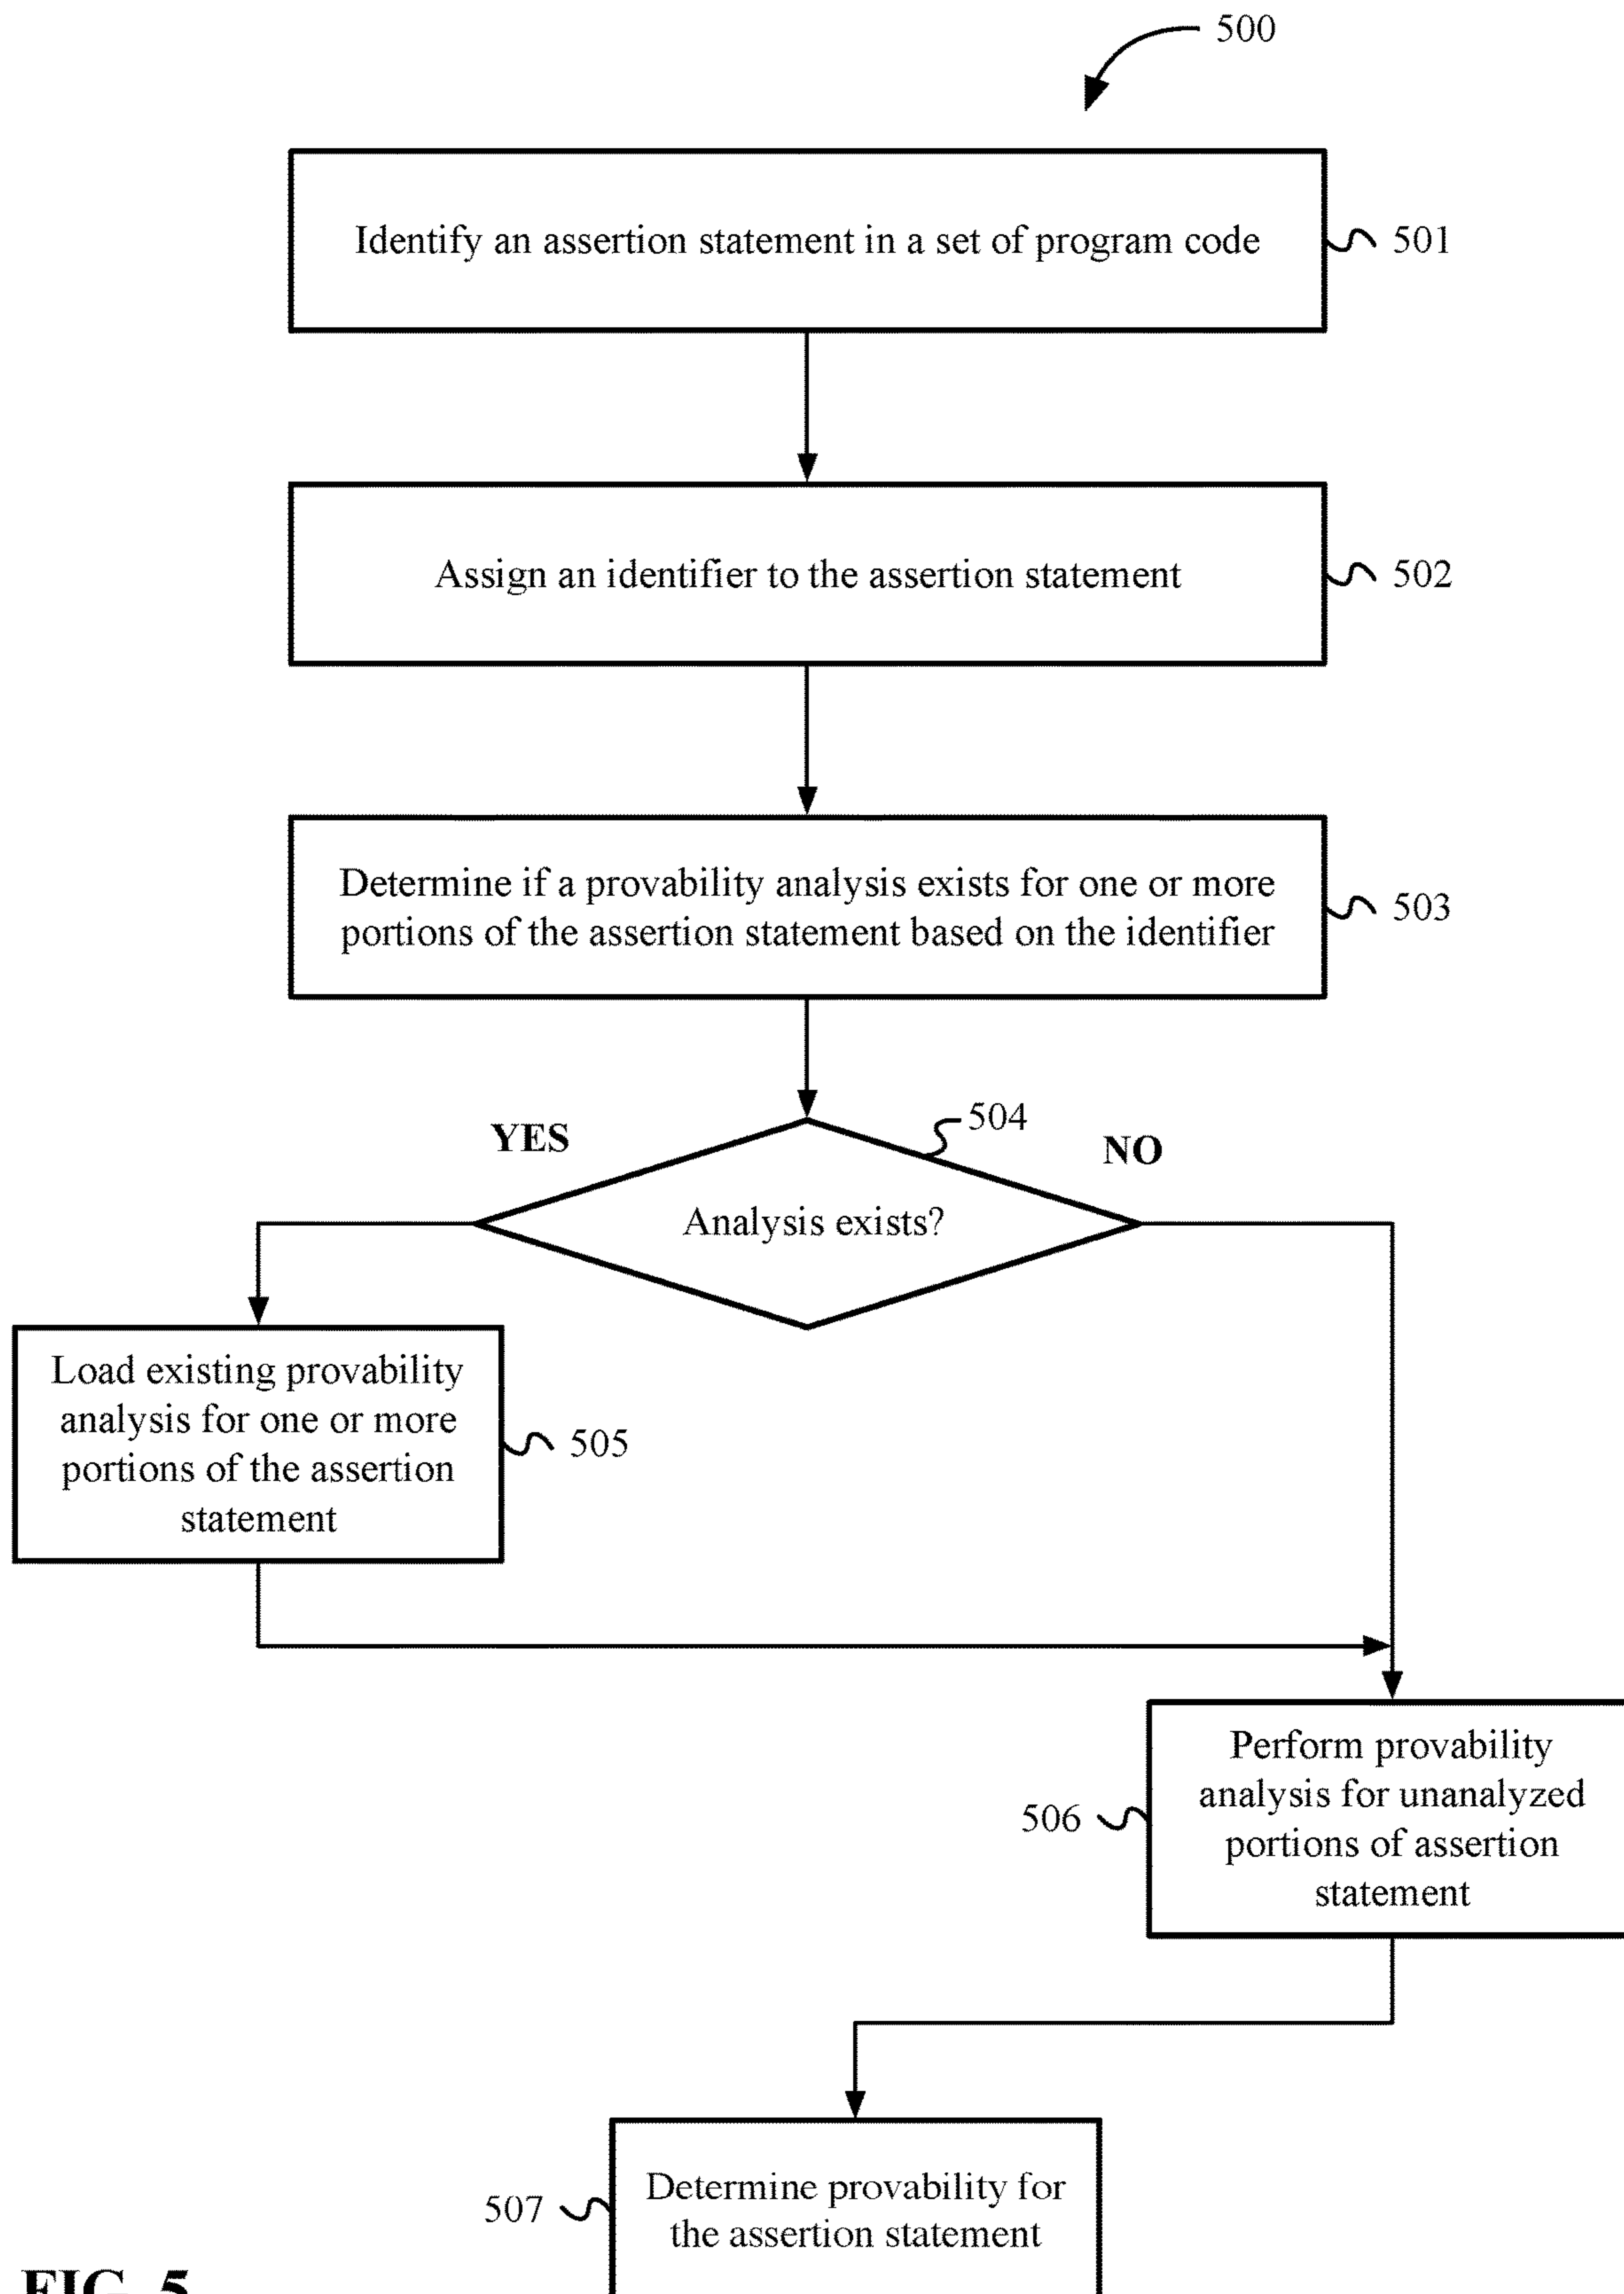 500
Identify an assertion statement in a set of program code
501
Assign an identifier to the assertion statement
502
Determine if a provability analysis exists for one or more
portions of the assertion statement based on the identifier
503
504
YES
NO
Analysis exists?
Load existing provability
analysis for one or more
portions of the assertion
statement
505
Perform provability
analysis for unanalyzed
portions of assertion
statement
506
Determine provability for
the assertion statement
507
FIG. 5